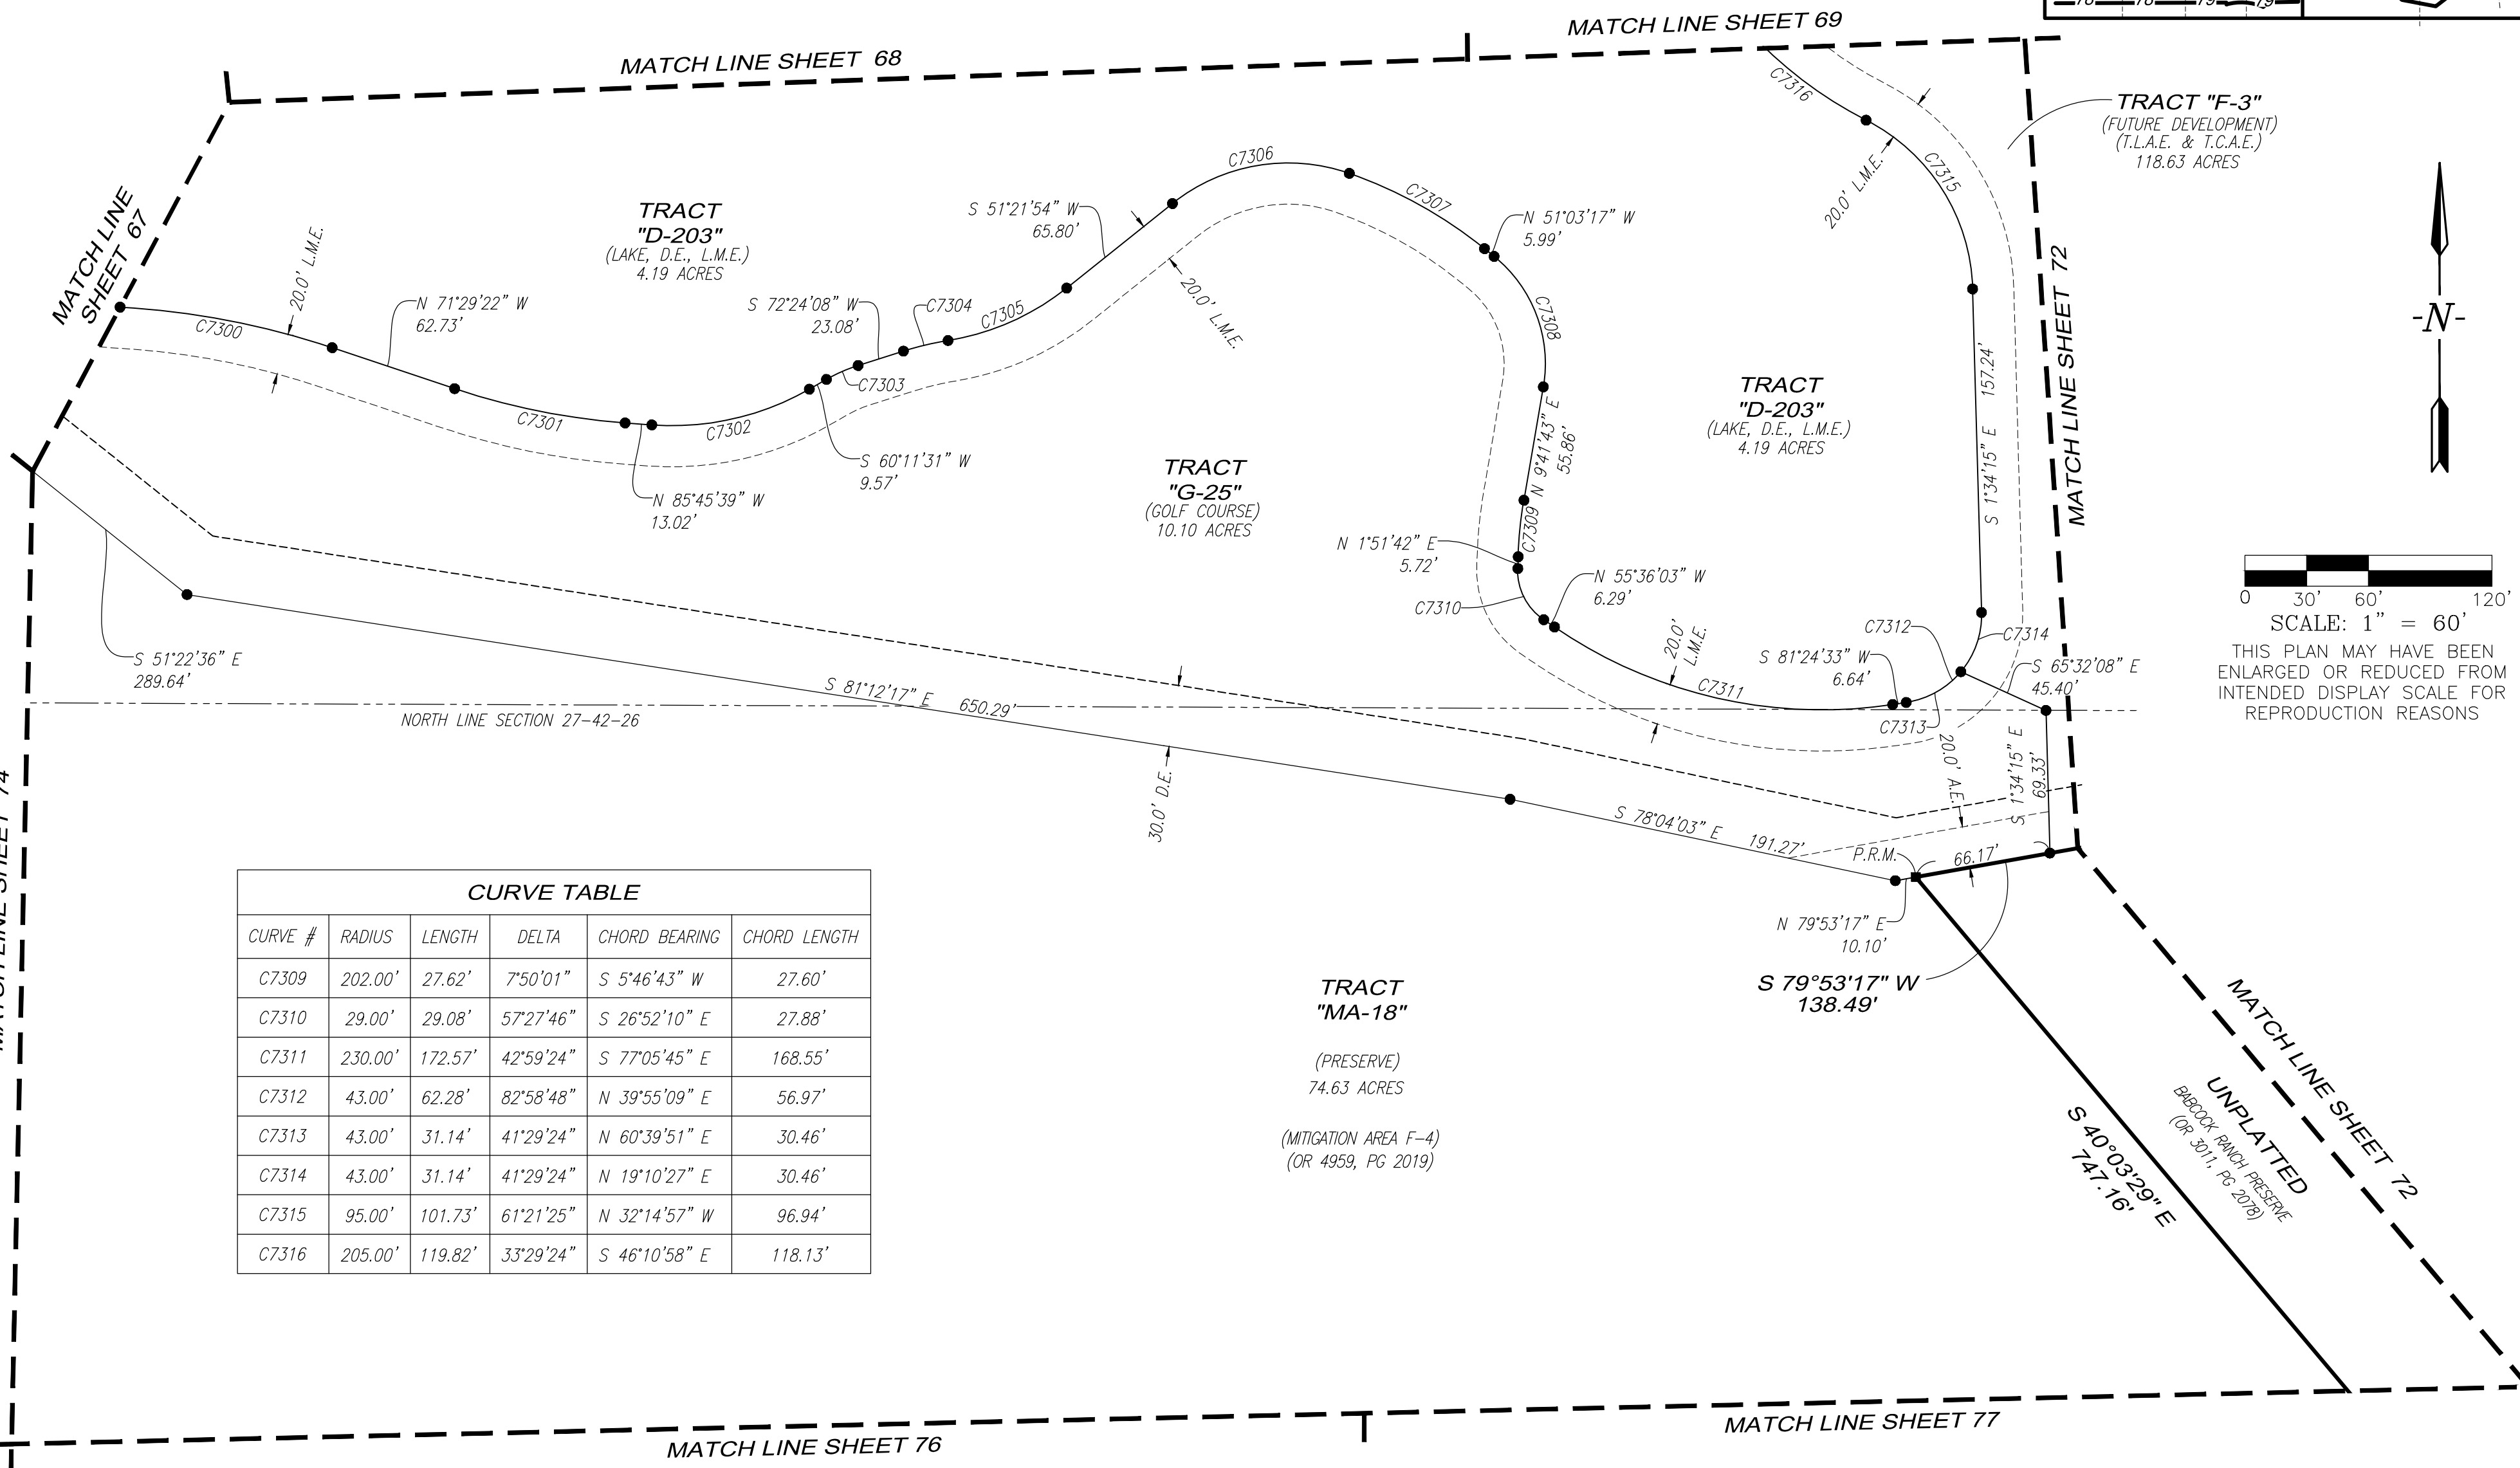 MATCH LINE SHEET 68
MATCH LINE SHEET 69
MATCH LINE
SHEET 67
MATCH LINE SHEET 72
TRACT "F-3"
(FUTURE DEVELOPMENT)
(T.L.A.E. & T.C.A.E.)
118.63 ACRES
C7316
20.0' L.M.E.
C7315
TRACT
"D-203"
(LAKE, D.E., L.M.E.)
4.19 ACRES
S 51°21'54" W
65.80'
C7306
C7307
N 51°03'17" W
5.99'
20.0' L.M.E.
C7300
N 71°29'22" W
62.73'
S 72°24'08" W
23.08'
C7304
C7305
20.0' L.M.E.
C7308
C7301
C7302
C7303
S 60°11'31" W
9.57'
N 85°45'39" W
13.02'
TRACT
"G-25"
(GOLF COURSE)
10.10 ACRES
N 9°41'43" E
55.86'
TRACT
"D-203"
(LAKE, D.E., L.M.E.)
4.19 ACRES
S 1°34'15" E 157.24'
-N-
C7309
N 1°51'42" E
5.72'
C7310
N 55°36'03" W
6.29'
20.0'
L.M.E.
C7311
C7312
C7314
S 81°24'33" W
6.64'
C7313
S 65°32'08" E
45.40'
0 30' 60' 120'
SCALE: 1" = 60'
THIS PLAN MAY HAVE BEEN
ENLARGED OR REDUCED FROM
INTENDED DISPLAY SCALE FOR
REPRODUCTION REASONS
S 51°22'36" E
289.64'
S 81°12'17" E 650.29'
NORTH LINE SECTION 27-42-26
30.0' D.E.
20.0' A.E.
S 1°34'15" E
69.33'
S 78°04'03" E 191.27'
P.R.M.
66.17'
N 79°53'17" E
10.10'
S 79°53'17" W
138.49'
MATCH LINE SHEET 74
CURVE TABLE
CURVE # RADIUS LENGTH DELTA CHORD BEARING CHORD LENGTH
C7309 202.00' 27.62' 7°50'01" S 5°46'43" W 27.60'
C7310 29.00' 29.08' 57°27'46" S 26°52'10" E 27.88'
C7311 230.00' 172.57' 42°59'24" S 77°05'45" E 168.55'
C7312 43.00' 62.28' 82°58'48" N 39°55'09" E 56.97'
C7313 43.00' 31.14' 41°29'24" N 60°39'51" E 30.46'
C7314 43.00' 31.14' 41°29'24" N 19°10'27" E 30.46'
C7315 95.00' 101.73' 61°21'25" N 32°14'57" W 96.94'
C7316 205.00' 119.82' 33°29'24" S 46°10'58" E 118.13'
TRACT
"MA-18"
(PRESERVE)
74.63 ACRES
(MITIGATION AREA F-4)
(OR 4959, PG 2019)
MATCH LINE SHEET 72
UNPLATTED
BABCOCK RANCH PRESERVE
(OR 3011, PG 2078)
S 40°03'29" E
747.16'
MATCH LINE SHEET 76
MATCH LINE SHEET 77